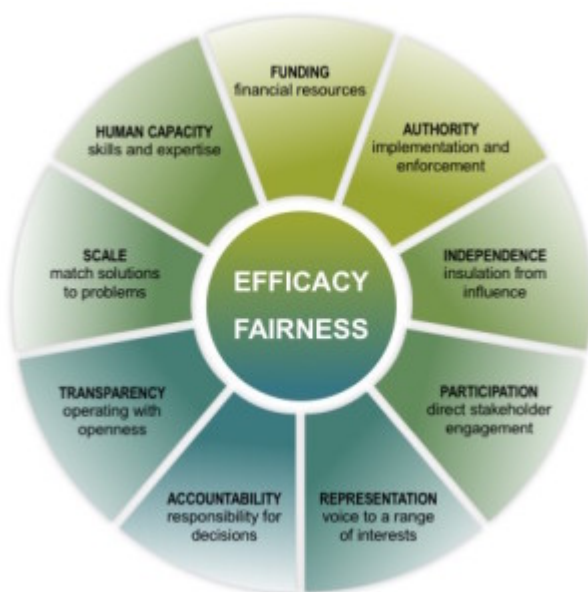 FUNDING
financial resources
AUTHORITY
implementation and
enforcement
INDEPENDENCE
insulation from
influence
PARTICIPATION
direct stakeholder
engagement
REPRESENTATION
voice to a range
of interests
ACCOUNTABILITY
responsibility for
decisions
TRANSPARENCY
operating with
openness
SCALE
match solutions
to problems
HUMAN CAPACITY
skills and expertise
EFFICACY
FAIRNESS